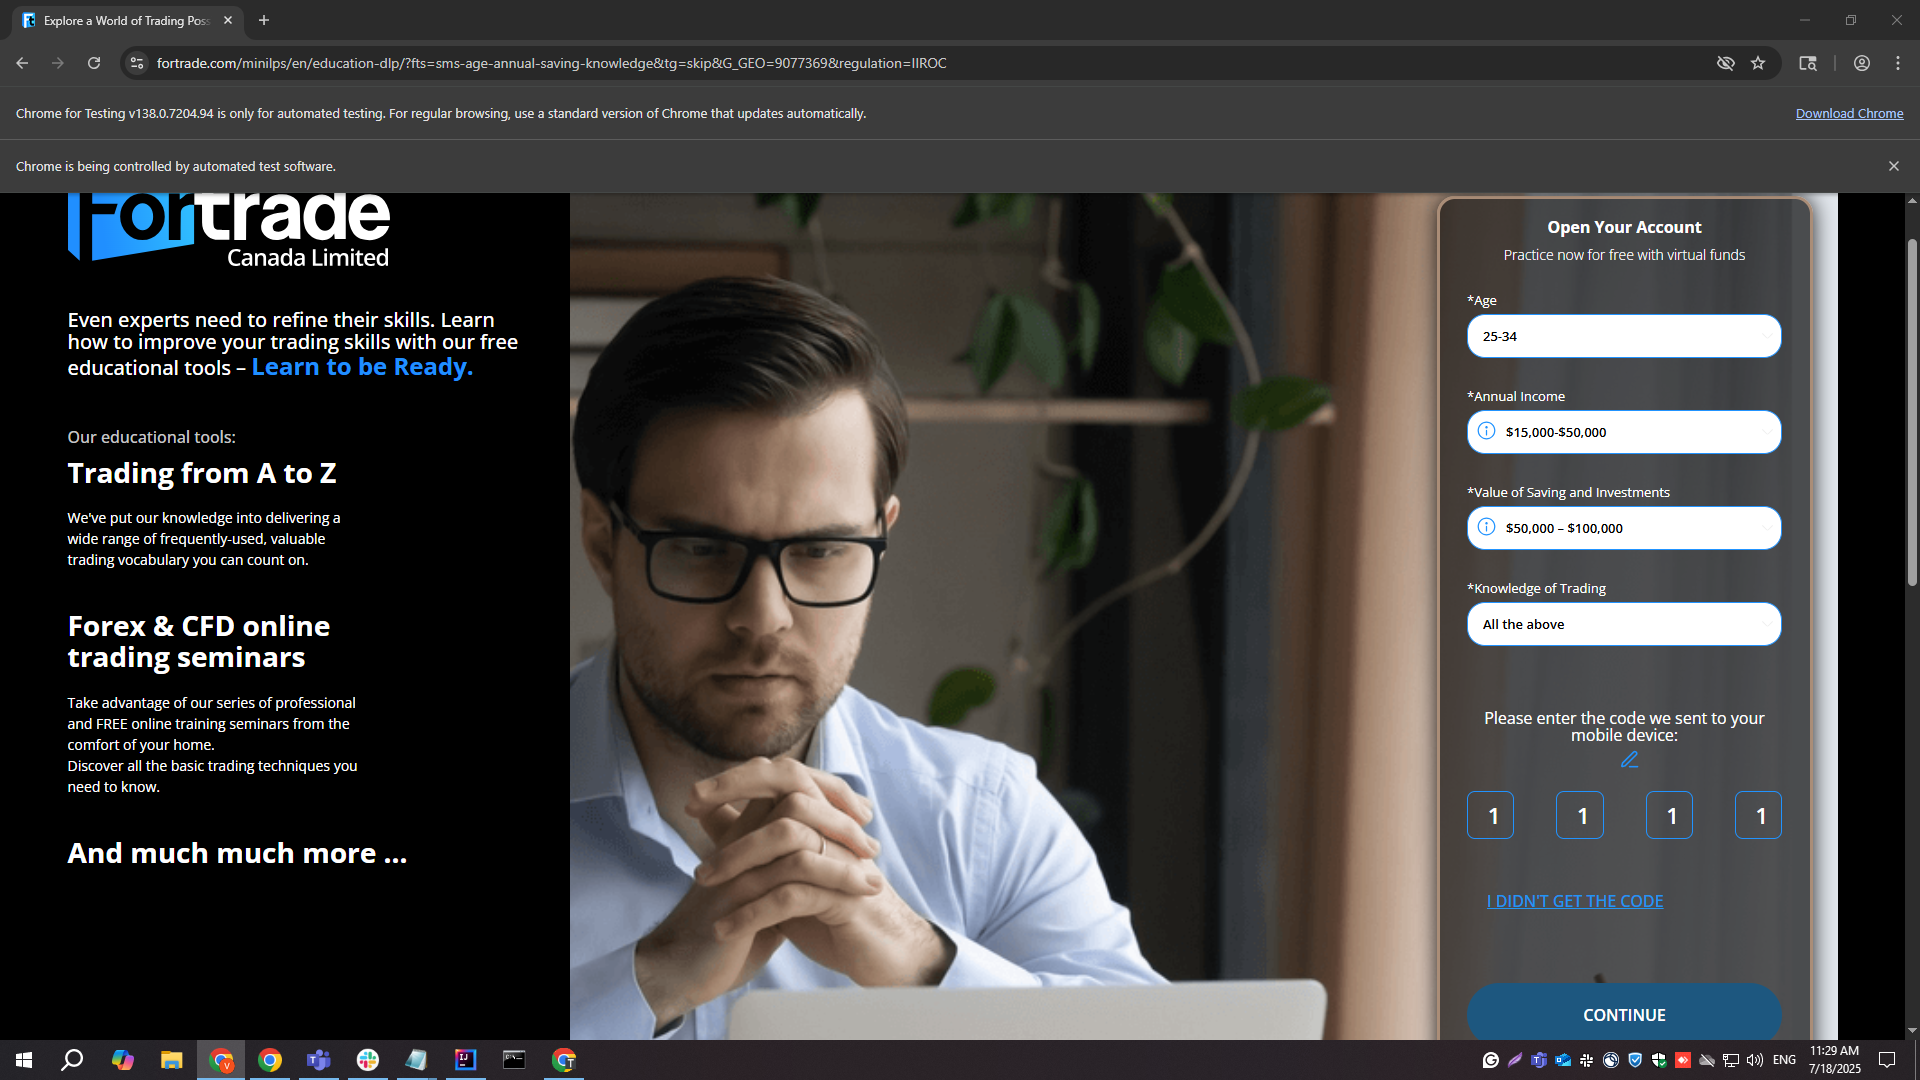 Explore a World of Trading Pos
fortrade.com/minilps/en/education-dlp/?fts=sms-age-annual-saving-knowledge&tg=skip&G_GEO=9077369&regulation=IIROC
Chrome for Testing v138.0.7204.94 is only for automated testing. For regular browsing, use a standard version of Chrome that updates automatically.
Download Chrome
Chrome is being controlled by automated test software.
Fortrade
Canada Limited
Even experts need to refine their skills. Learn
how to improve your trading skills with our free
educational tools – Learn to be Ready.
Our educational tools:
Trading from A to Z
We've put our knowledge into delivering a
wide range of frequently-used, valuable
trading vocabulary you can count on.
Forex & CFD online
trading seminars
Take advantage of our series of professional
and FREE online training seminars from the
comfort of your home.
Discover all the basic trading techniques you
need to know.
And much much more ...
Open Your Account
Practice now for free with virtual funds
*Age
25-34
*Annual Income
$15,000-$50,000
*Value of Saving and Investments
$50,000 – $100,000
*Knowledge of Trading
All the above
Please enter the code we sent to your
mobile device:
1 1 1 1
I DIDN'T GET THE CODE
CONTINUE
ENG
11:29 AM
7/18/2025